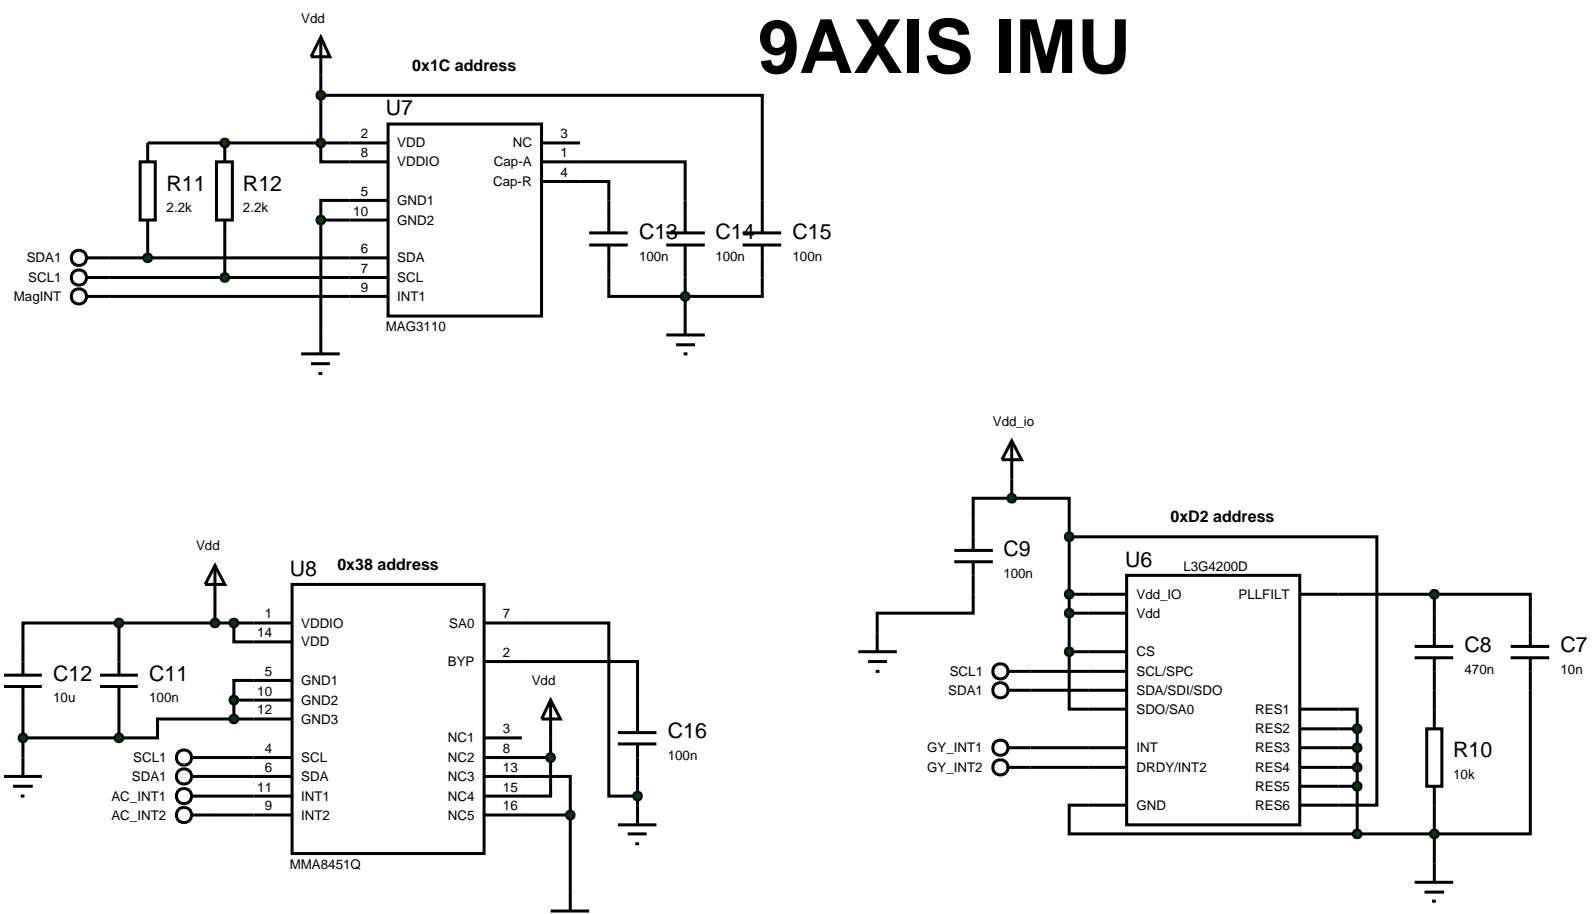 9AXIS IMU
Vdd
0x1C address
U7
2 VDD NC 3
8 VDDIO Cap-A 1
Cap-R 4
R11 R12
2.2k 2.2k
5 GND1
10 GND2
C13 C14 C15
100n 100n 100n
SDA1 6 SDA
SCL1 7 SCL
MagINT 9 INT1
MAG3110
Vdd
U8 0x38 address
1 VDDIO SA0 7
14 VDD
BYP 2
C12 C11
10u 100n
5 GND1
10 GND2
12 GND3
Vdd
C16
100n
NC1 3
SCL1 4 SCL NC2 8
SDA1 6 SDA NC3 13
AC_INT1 11 INT1 NC4 15
AC_INT2 9 INT2 NC5 16
MMA8451Q
Vdd_io
0xD2 address
C9
100n
U6 L3G4200D
Vdd_IO PLLFILT
Vdd
CS
SCL1 SCL/SPC
SDA1 SDA/SDI/SDO
SDO/SA0 RES1
RES2
GY_INT1 INT RES3
GY_INT2 DRDY/INT2 RES4
RES5
GND RES6
C8 C7
470n 10n
R10
10k